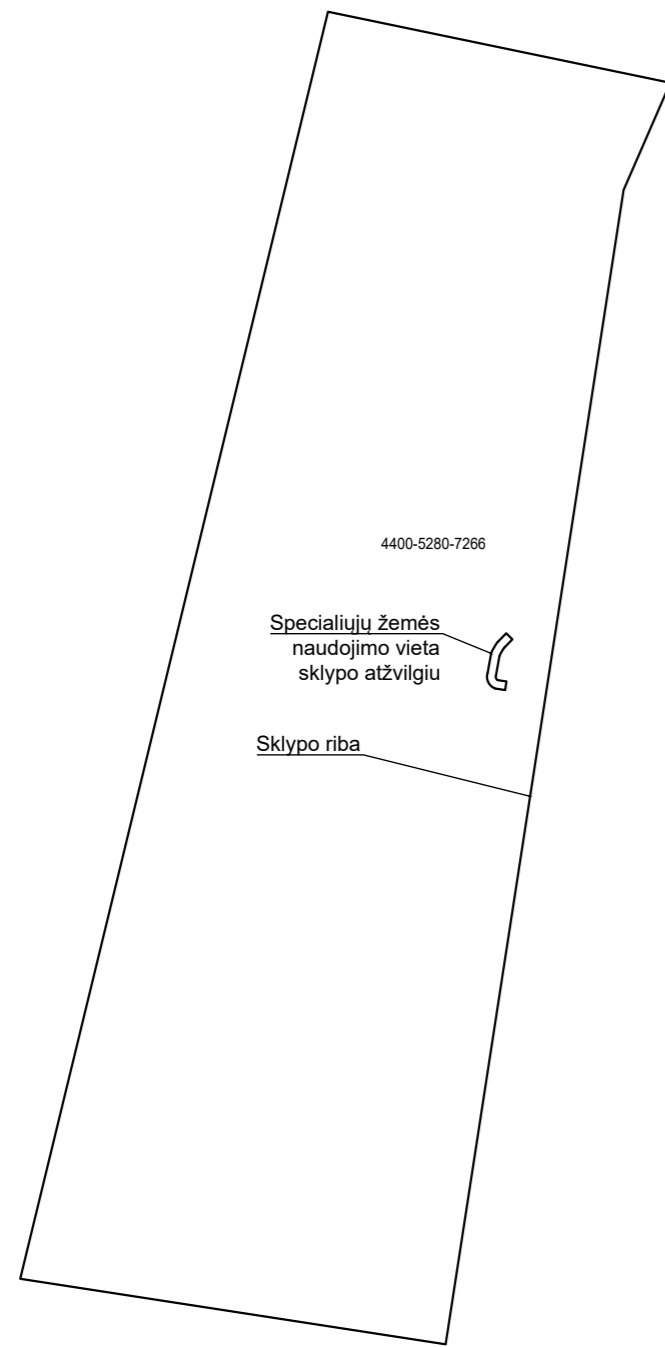 4400-5280-7266
Specialiųjų žemės
naudojimo vieta
sklypo atžvilgiu
Sklypo riba